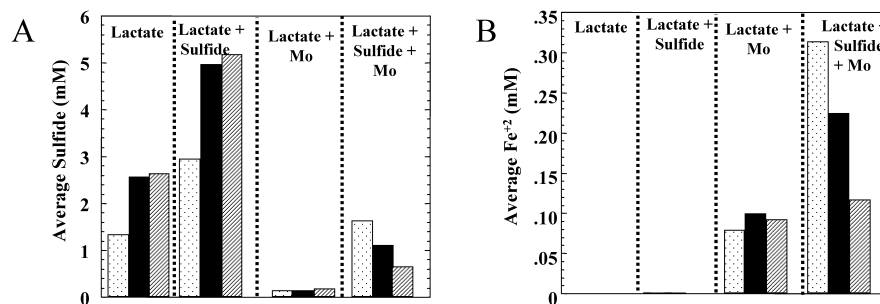 A
Average Sulfide (mM)
6
5
4
3
2
1
0
Lactate
Lactate +
Sulfide
Lactate +
Mo
Lactate +
Sulfide +
Mo
B
Average Fe+2 (mM)
.35
.30
.25
.20
.15
.10
.05
.00
Lactate
Lactate +
Sulfide
Lactate +
Mo
Lactate +
Sulfide
+ Mo